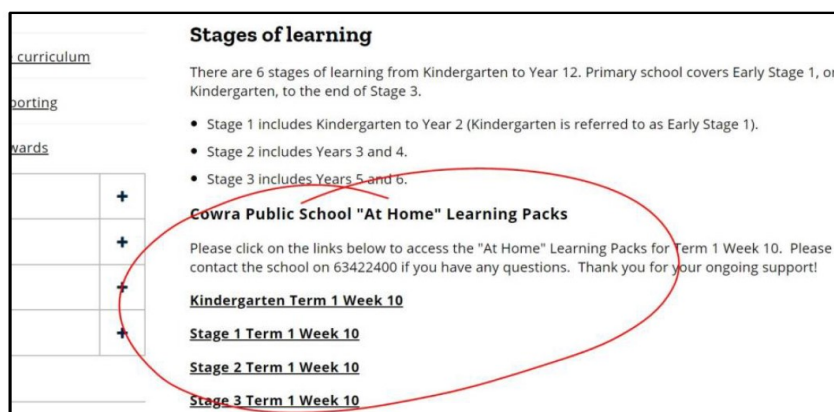 Stages of learning
curriculum
There are 6 stages of learning from Kindergarten to Year 12. Primary school covers Early Stage 1, or
Kindergarten, to the end of Stage 3.
porting
• Stage 1 includes Kindergarten to Year 2 (Kindergarten is referred to as Early Stage 1).
wards
• Stage 2 includes Years 3 and 4.
• Stage 3 includes Years 5 and 6.
+
Cowra Public School "At Home" Learning Packs
+
Please click on the links below to access the "At Home" Learning Packs for Term 1 Week 10. Please
contact the school on 63422400 if you have any questions. Thank you for your ongoing support!
+
Kindergarten Term 1 Week 10
+
Stage 1 Term 1 Week 10
Stage 2 Term 1 Week 10
Stage 3 Term 1 Week 10